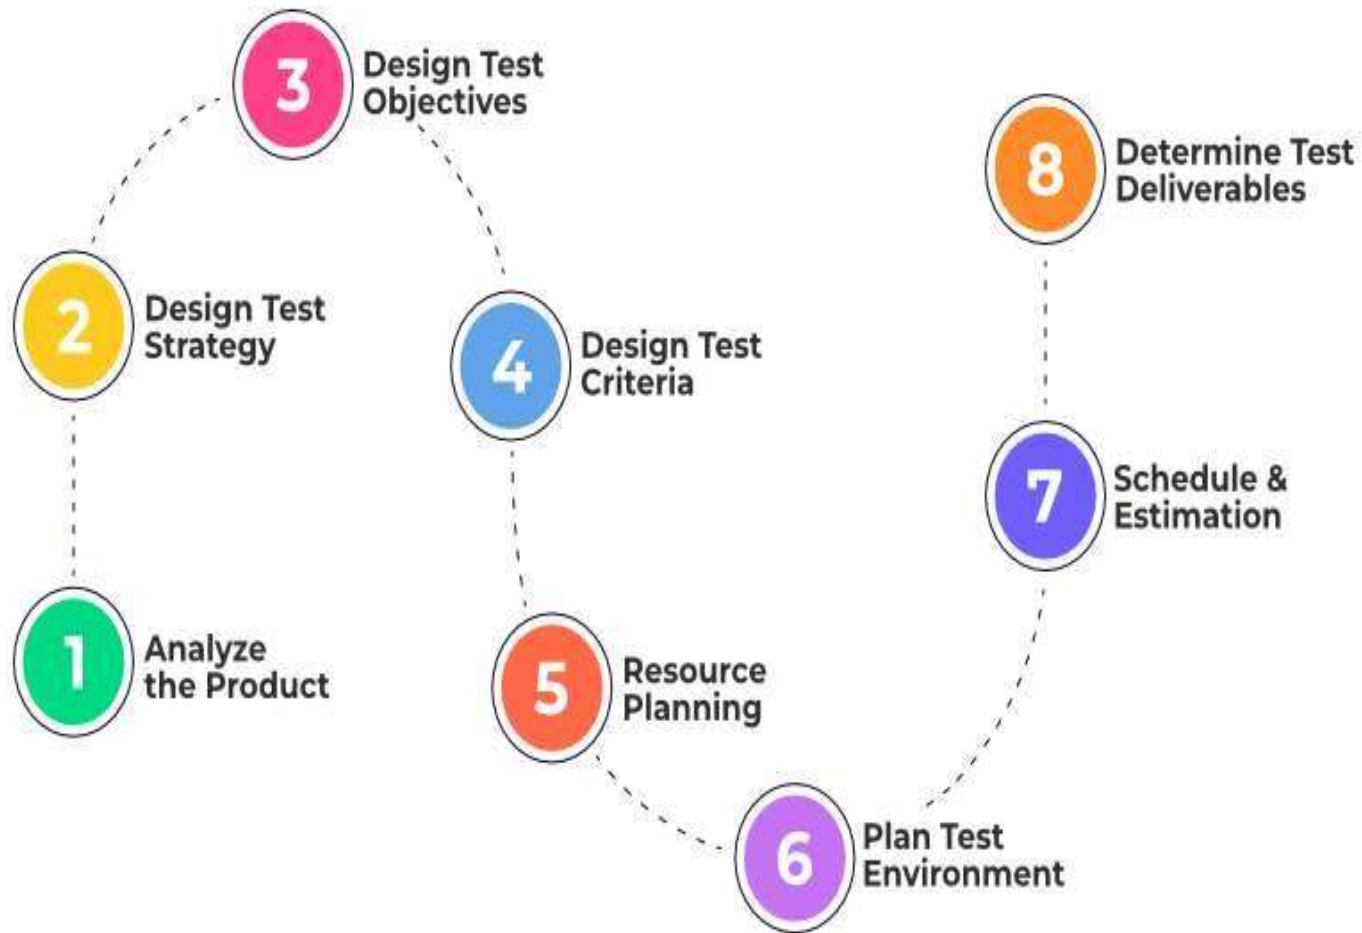 1
Analyze
the Product
2
Design Test
Strategy
3
Design Test
Objectives
4
Design Test
Criteria
5
Resource
Planning
6
Plan Test
Environment
7
Schedule &
Estimation
8
Determine Test
Deliverables